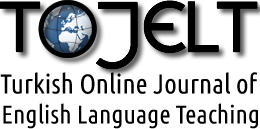 TOJELT
Turkish Online Journal of
English Language Teaching